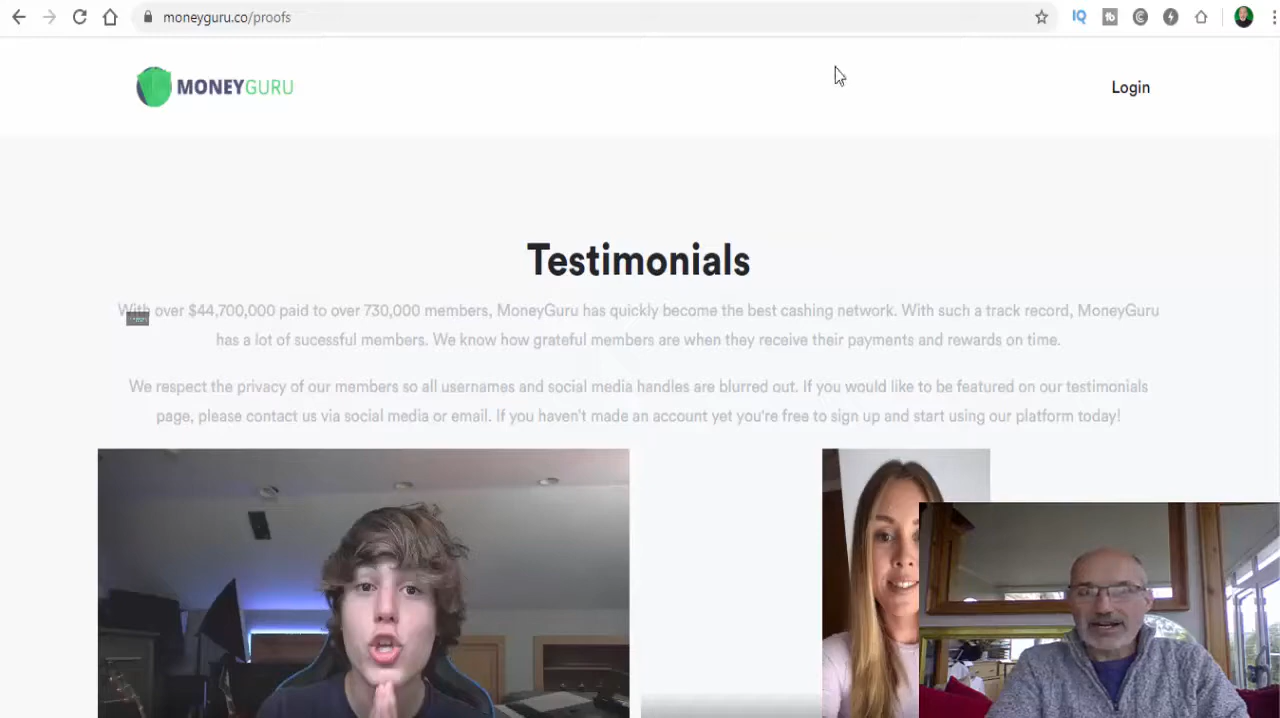 moneyguru.co/proofs
IQ
MONEYGURU
Login
Testimonials
With over $44,700,000 paid to over 730,000 members, MoneyGuru has quickly become the best cashing network. With such a track record, MoneyGuru
has a lot of sucessful members. We know how grateful members are when they receive their payments and rewards on time.
We respect the privacy of our members so all usernames and social media handles are blurred out. If you would like to be featured on our testimonials
page, please contact us via social media or email. If you haven't made an account yet you're free to sign up and start using our platform today!